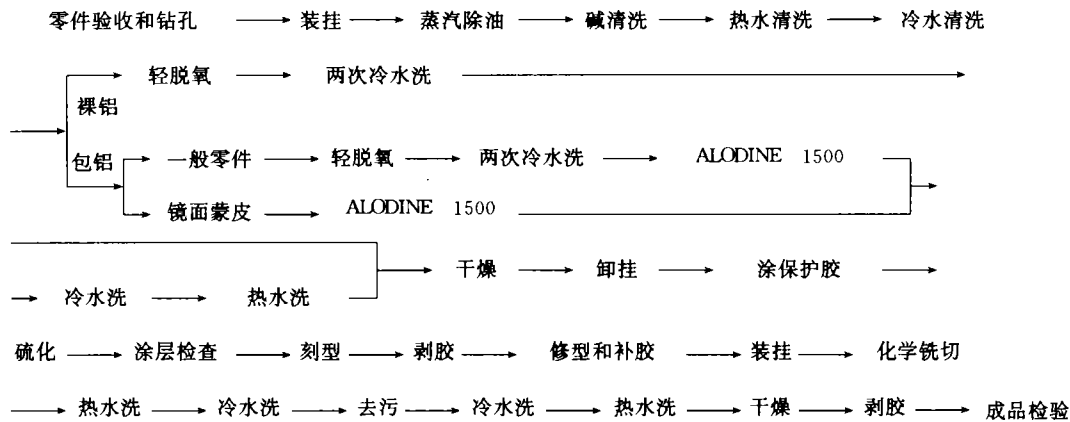 零件验收和钻孔 装挂 蒸汽除油 碱清洗 热水清洗 冷水清洗
轻脱氧 两次冷水洗
裸铝
包铝 一般零件 轻脱氧 两次冷水洗 ALODINE 1500
镜面蒙皮 ALODINE 1500
干燥 卸挂 涂保护胶
冷水洗 热水洗
硫化 涂层检查 刻型 剥胶 修型和补胶 装挂 化学铣切
热水洗 冷水洗 去污 冷水洗 热水洗 干燥 剥胶 成品检验